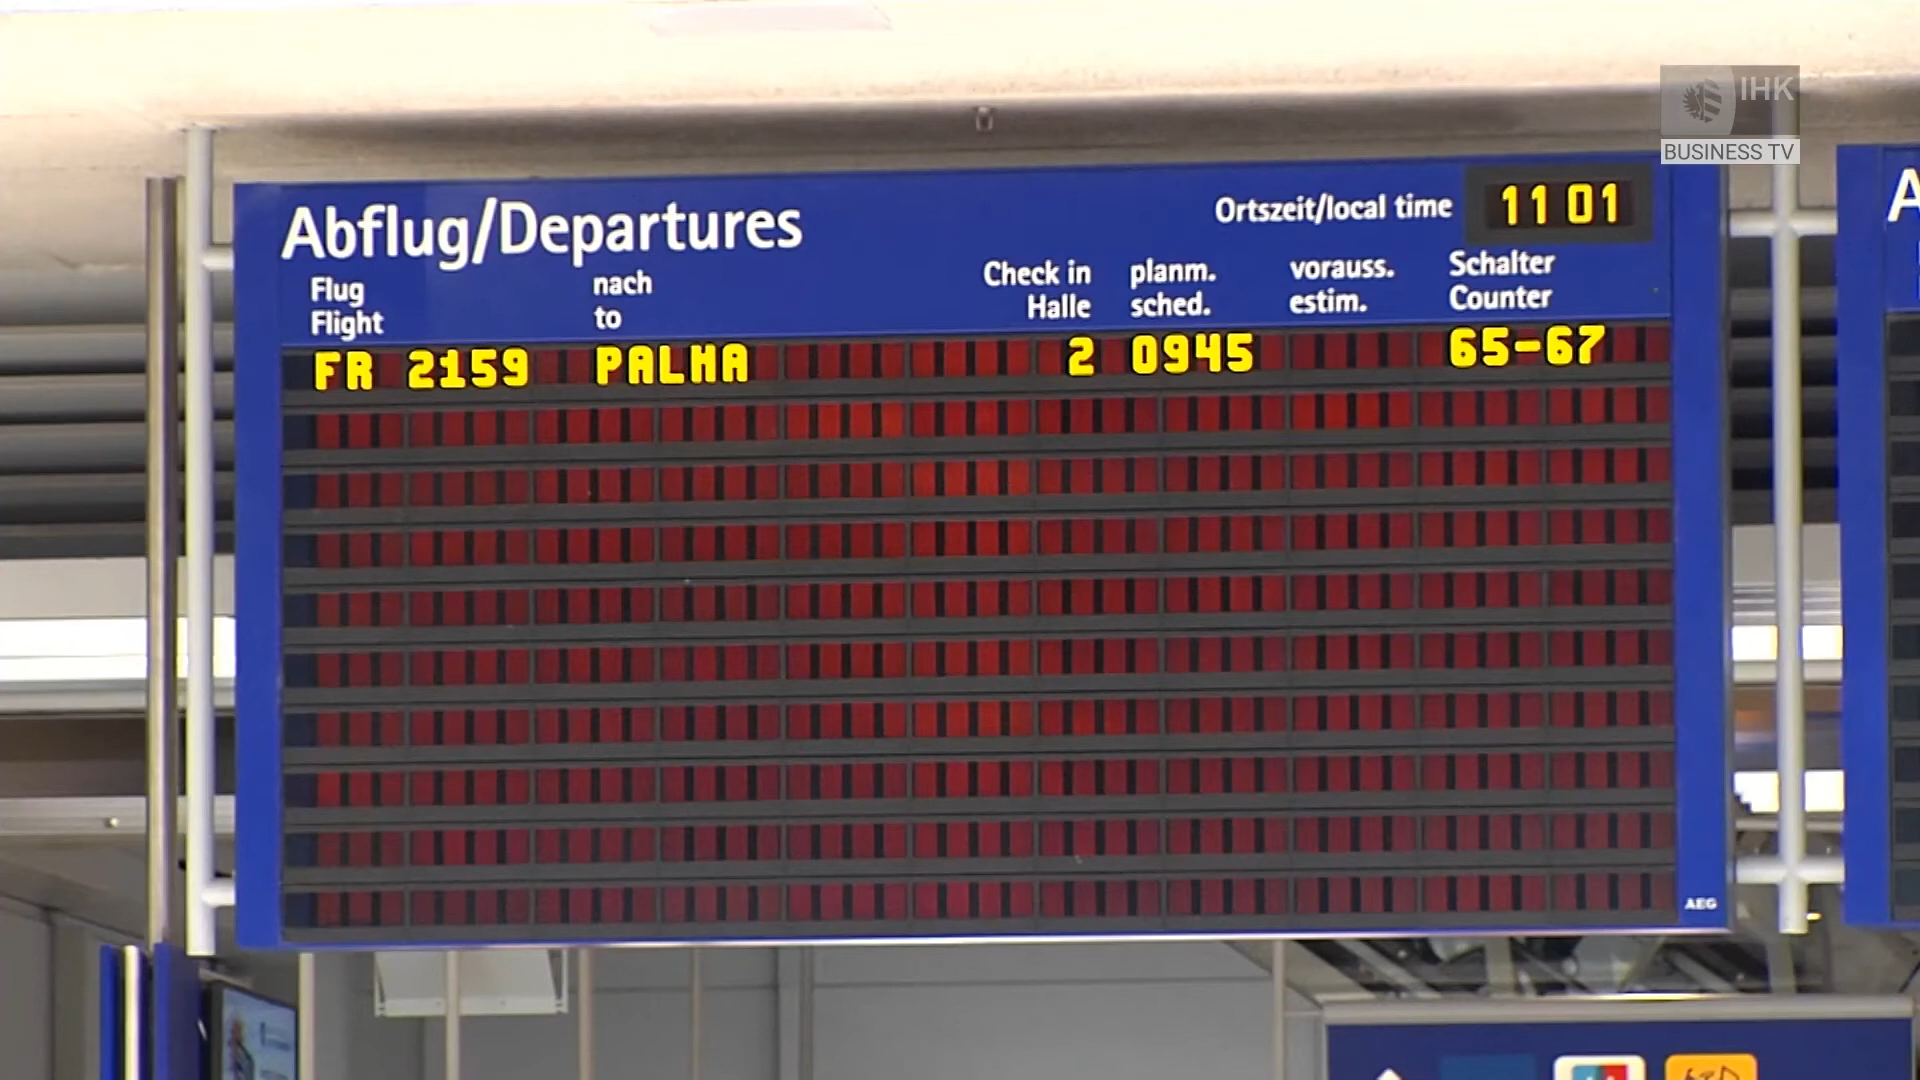 IHK
BUSINESS TV
Abflug/Departures
Ortszeit/local time 11 01
Flug nach Check in planm. vorauss. Schalter
Flight to Halle sched. estim. Counter
FR 2159 PALMA 2 0945 65-67
AEG
A